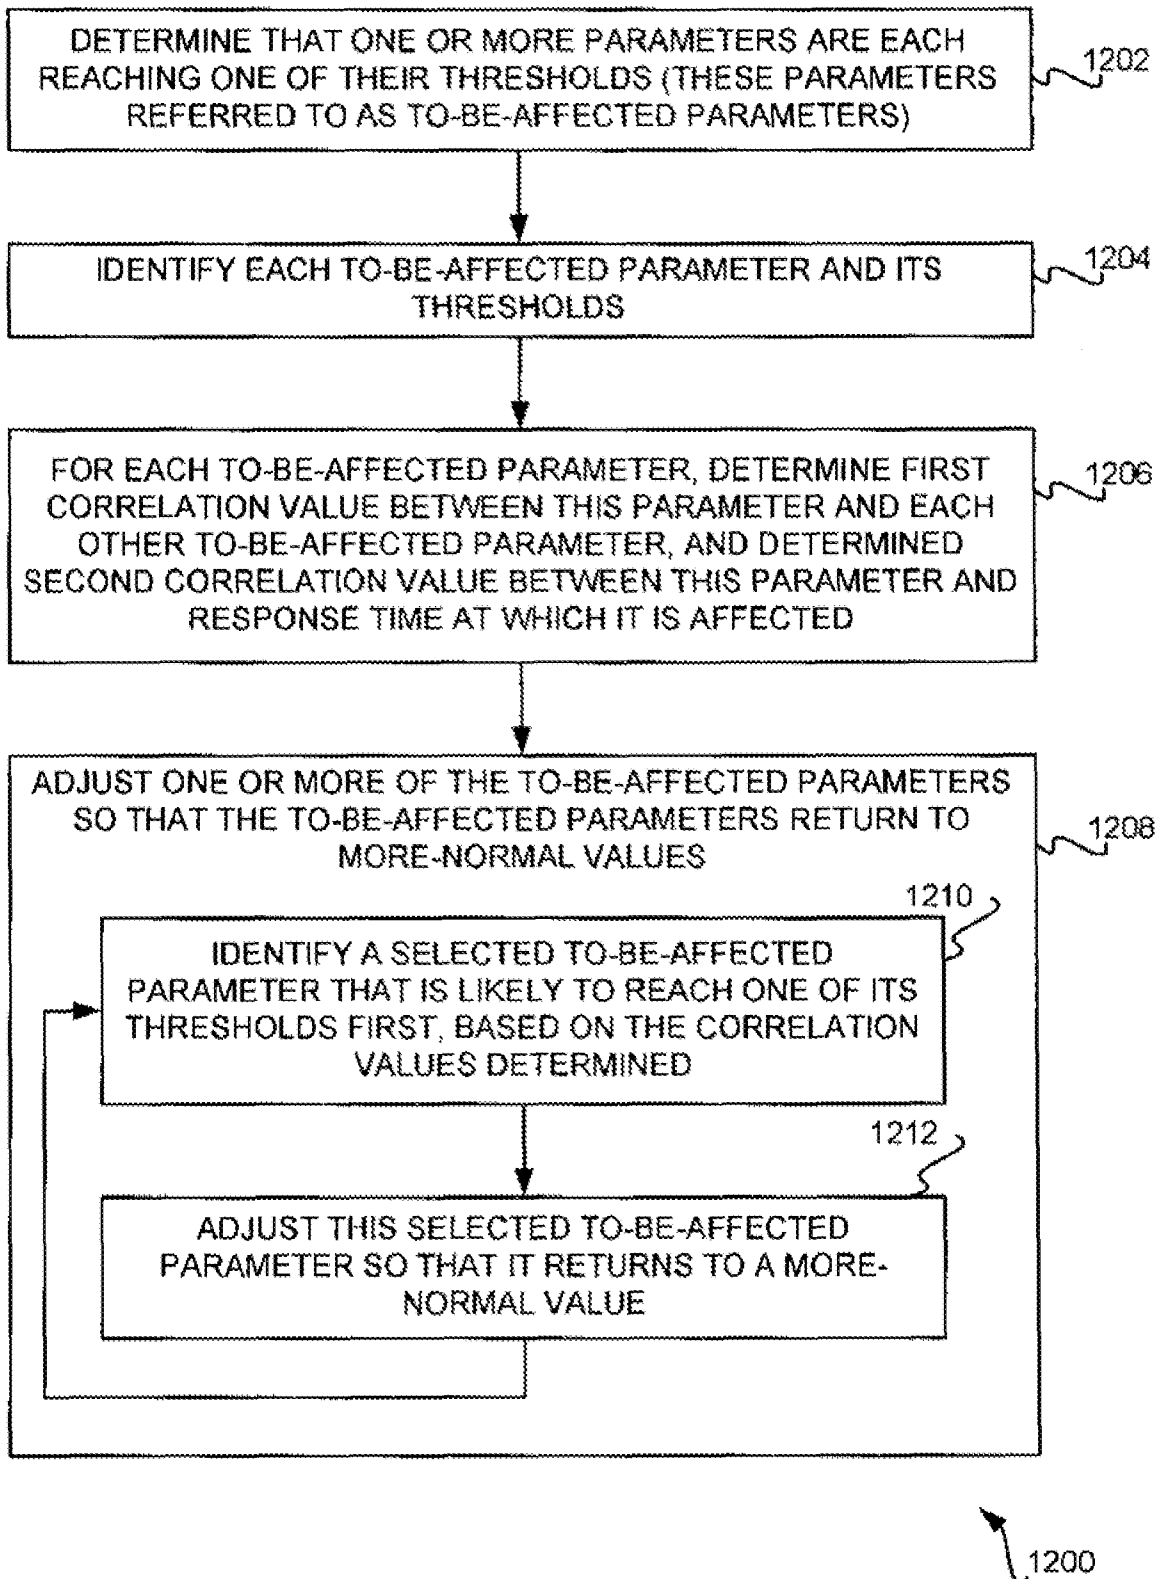 DETERMINE THAT ONE OR MORE PARAMETERS ARE EACH
REACHING ONE OF THEIR THRESHOLDS (THESE PARAMETERS
REFERRED TO AS TO-BE-AFFECTED PARAMETERS)
1202
IDENTIFY EACH TO-BE-AFFECTED PARAMETER AND ITS
THRESHOLDS
1204
FOR EACH TO-BE-AFFECTED PARAMETER, DETERMINE FIRST
CORRELATION VALUE BETWEEN THIS PARAMETER AND EACH
OTHER TO-BE-AFFECTED PARAMETER, AND DETERMINED
SECOND CORRELATION VALUE BETWEEN THIS PARAMETER AND
RESPONSE TIME AT WHICH IT IS AFFECTED
1206
ADJUST ONE OR MORE OF THE TO-BE-AFFECTED PARAMETERS
SO THAT THE TO-BE-AFFECTED PARAMETERS RETURN TO
MORE-NORMAL VALUES
1208
1210
IDENTIFY A SELECTED TO-BE-AFFECTED
PARAMETER THAT IS LIKELY TO REACH ONE OF ITS
THRESHOLDS FIRST, BASED ON THE CORRELATION
VALUES DETERMINED
1212
ADJUST THIS SELECTED TO-BE-AFFECTED
PARAMETER SO THAT IT RETURNS TO A MORE-
NORMAL VALUE
1200